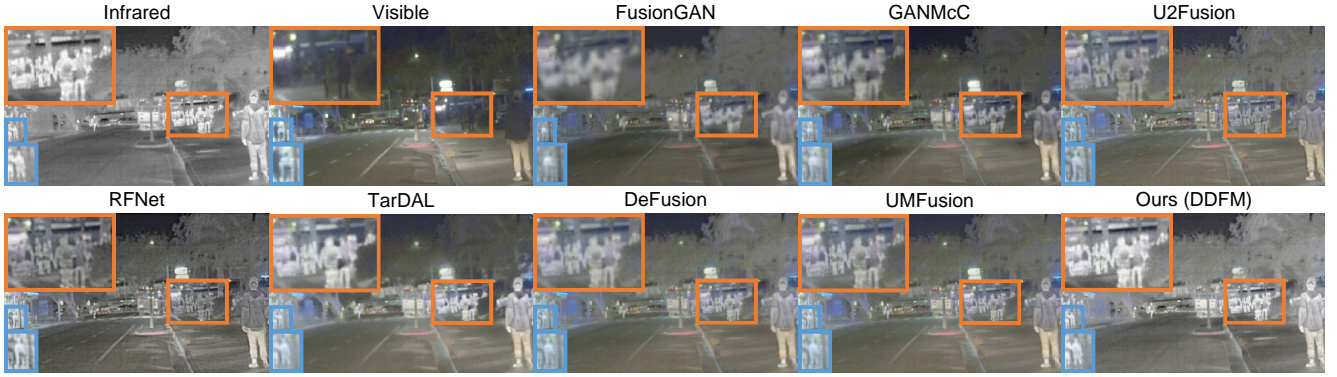 Infrared Visible FusionGAN GANMcC U2Fusion
RFNet TarDAL DeFusion UMFusion Ours (DDFM)